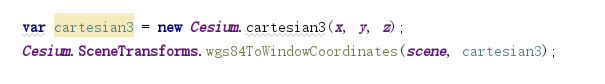 var cartesian3 = new Cesium.cartesian3(x, y, z);
Cesium.SceneTransforms.wgs84ToWindowCoordinates(scene, cartesian3);